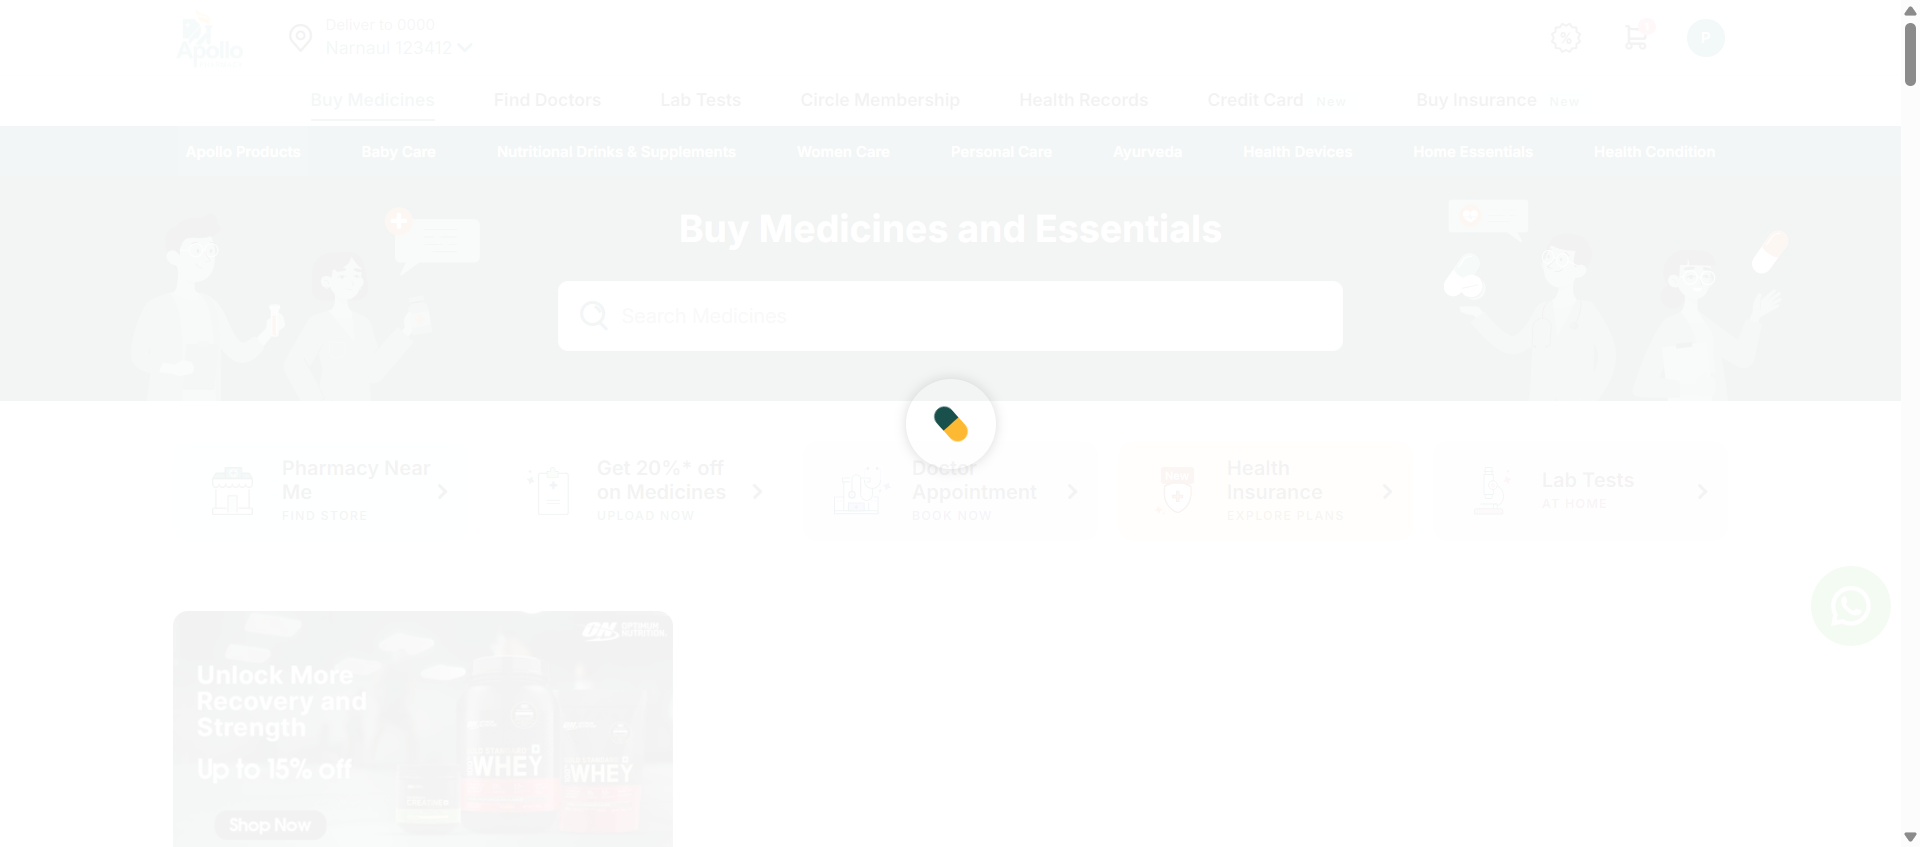 Apollo
Deliver to 0000
Narnaul 123412
%
P
Buy Medicines
Find Doctors
Lab Tests
Circle Membership
Health Records
Credit Card New
Buy Insurance New
Apollo Products
Baby Care
Nutritional Drinks & Supplements
Women Care
Personal Care
Ayurveda
Health Devices
Home Essentials
Health Condition
Buy Medicines and Essentials
Search Medicines
Pharmacy Near
Me
FIND STORE
Get 20%* off
on Medicines
UPLOAD NOW
Doctor
Appointment
BOOK NOW
New
Health
Insurance
EXPLORE PLANS
Lab Tests
AT HOME
ON OPTIMUM
NUTRITION
Unlock More
Recovery and
Strength
Up to 15% off
Shop Now
WHEY
WHEY